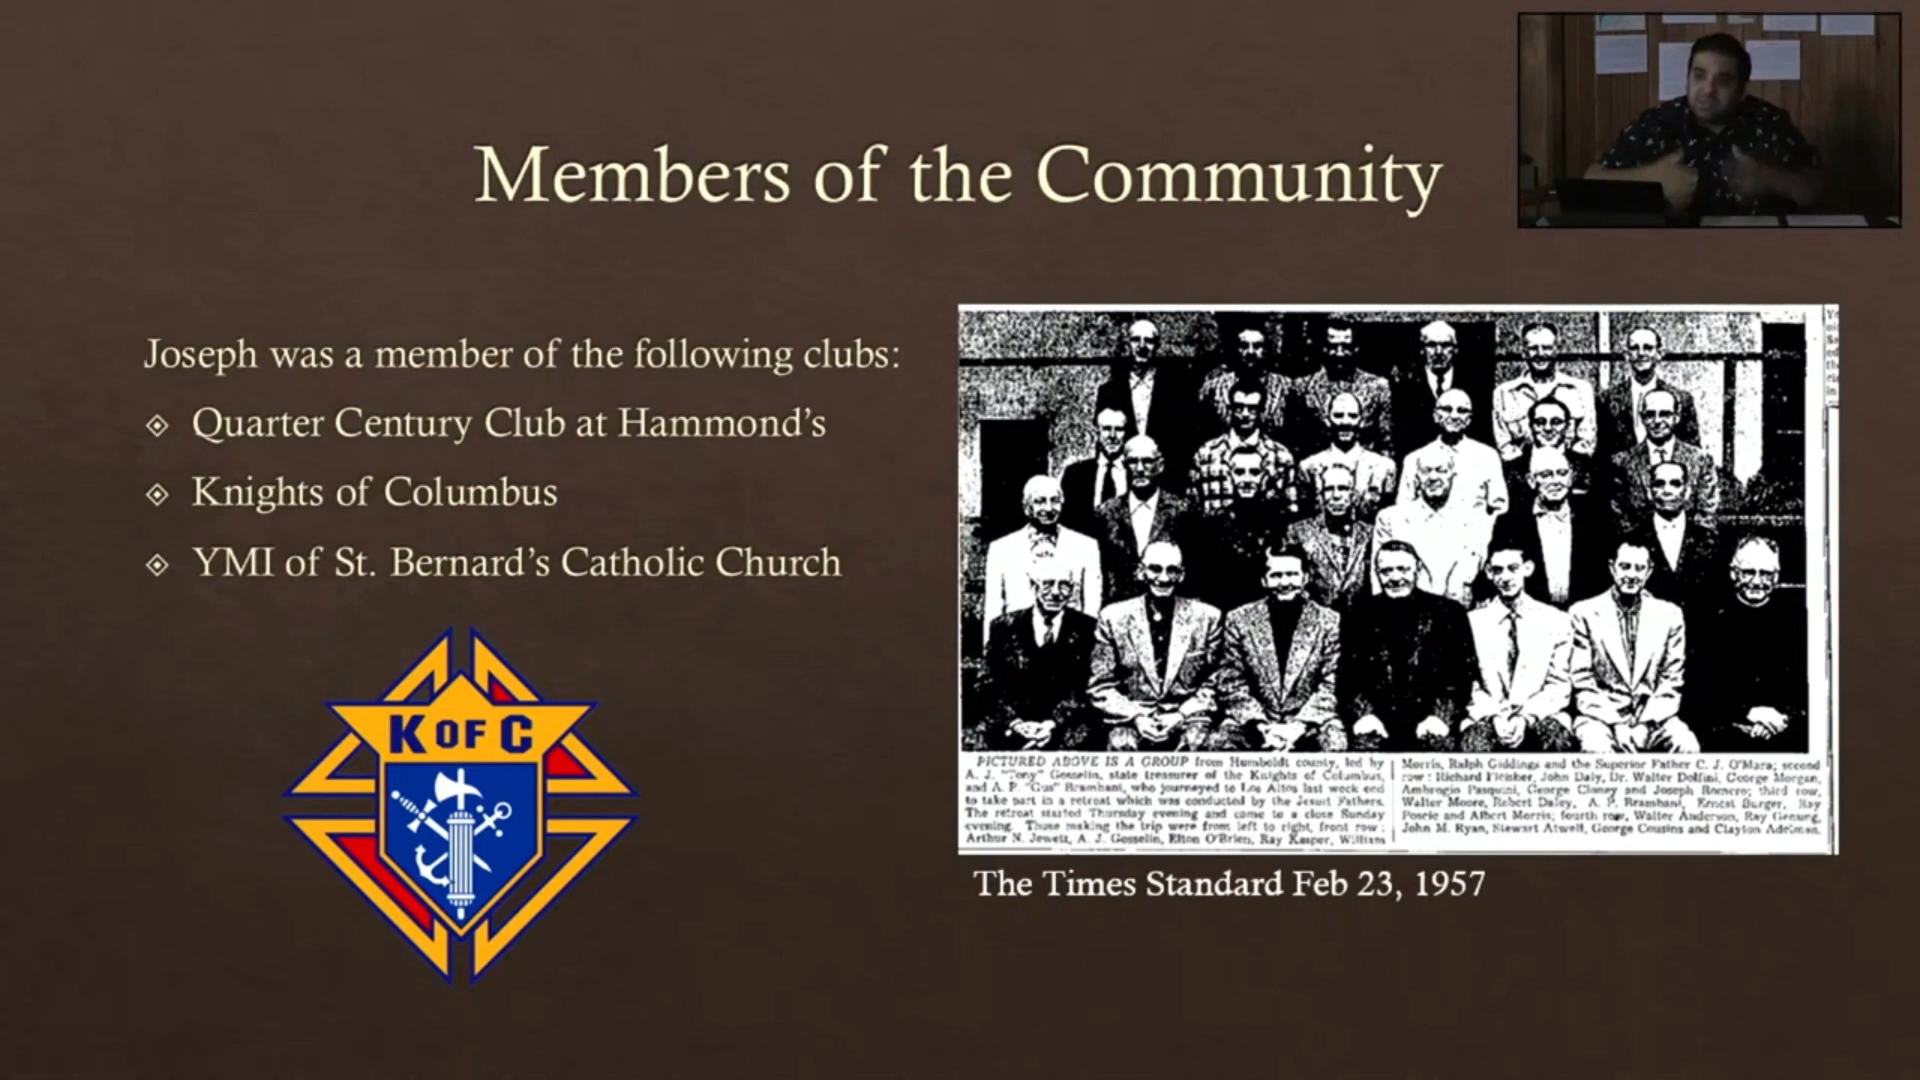 Members of the Community
Joseph was a member of the following clubs:
Quarter Century Club at Hammond's
Knights of Columbus
YMI of St. Bernard's Catholic Church
K OF C
PICTURED ABOVE IS A GROUP from Humboldt county, led by
A. J. "Tony" Gosselin, state treasurer of the Knights of Columbus,
and A. P. "Gus" Bramhani, who journeyed to Los Altos last week end
to take part in a retreat which was conducted by the Jesuit Fathers.
The retreat started Thursday evening and came to a close Sunday
evening. Those making the trip were from left to right, front row:
Arthur N. Jewett, A. J. Gosselin, Elton O'Brien, Ray Kasper, William
Morris, Ralph Giddings and the Superior Father C. J. O'Mara; second
row: Richard Fleisher, John Daly, Dr. Walter Dolfini, George Morgan,
Ambrogio Pasquini, George Cloney and Joseph third row,
Walter Moore, Robert Daley, A. P. Bramhani, Ernest Burger, Ray
and Albert Morris; fourth row, Walter Anderson, Ray Genung,
John M. Ryan, Stewart Atwell, George Cousins and Clayton Adelman.
The Times Standard Feb 23, 1957